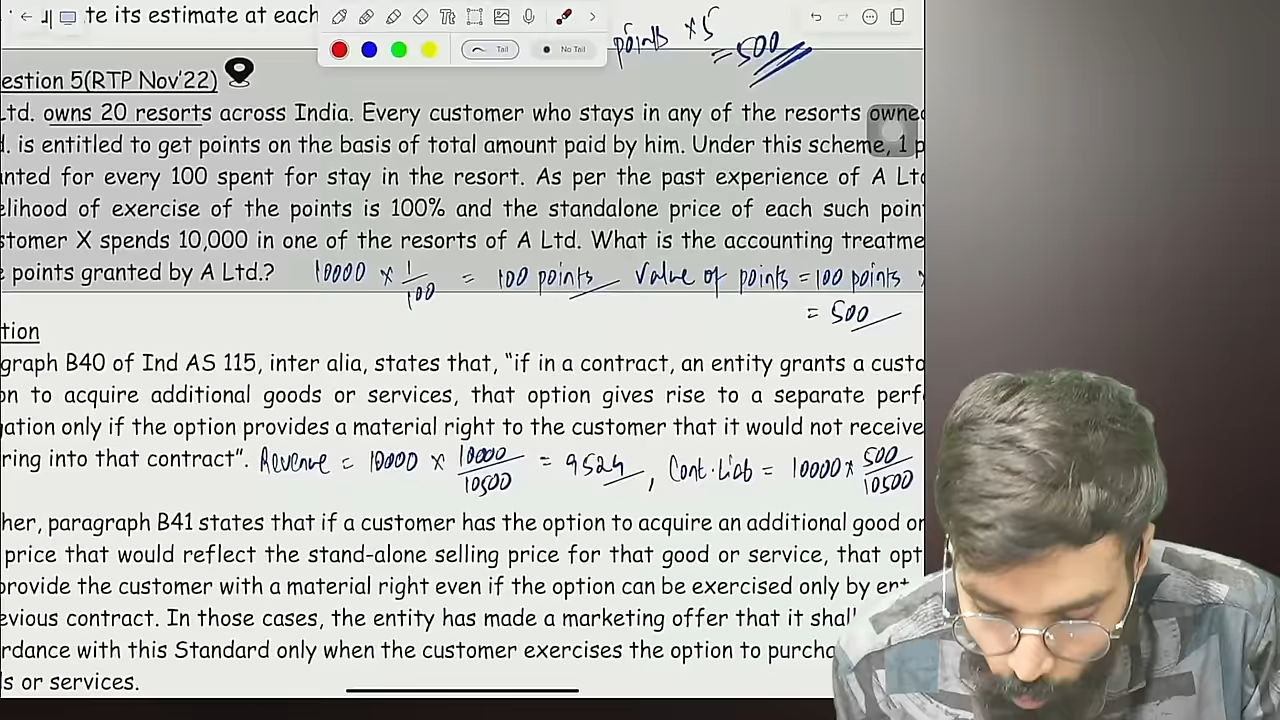 te its estimate at each
points ×5
= 500
estion 5(RTP Nov'22)
Tail
No Tail
Ltd. owns 20 resorts across India. Every customer who stays in any of the resorts owne
d. is entitled to get points on the basis of total amount paid by him. Under this scheme, 1 p
nted for every 100 spent for stay in the resort. As per the past experience of A Ltd
elihood of exercise of the points is 100% and the standalone price of each such poin
stomer X spends 10,000 in one of the resorts of A Ltd. What is the accounting treatme
e points granted by A Ltd.? 10000 × 1/100 = 100 points Value of points = 100 points ×
= 500
tion
graph B40 of Ind AS 115, inter alia, states that, “if in a contract, an entity grants a custo
on to acquire additional goods or services, that option gives rise to a separate perf
gation only if the option provides a material right to the customer that it would not receive
ring into that contract”. Revenue = 10000 × 10000/10500 = 9524, Cont. Liab = 10000 × 500/10500
her, paragraph B41 states that if a customer has the option to acquire an additional good or
price that would reflect the stand-alone selling price for that good or service, that opt
provide the customer with a material right even if the option can be exercised only by ent
evious contract. In those cases, the entity has made a marketing offer that it shal
rdance with this Standard only when the customer exercises the option to purcha
ls or services.